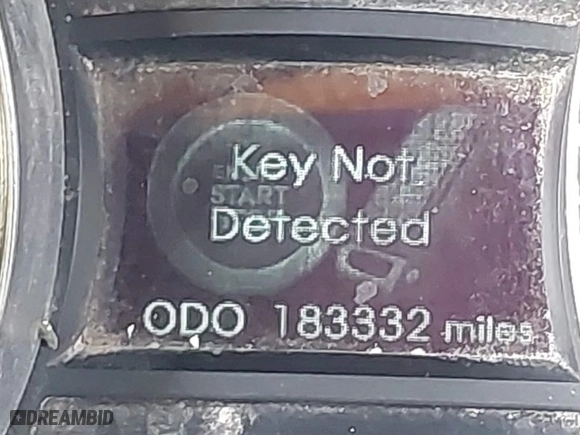 Key Not
START
Detected
ODO 183332 miles
DREAMBID